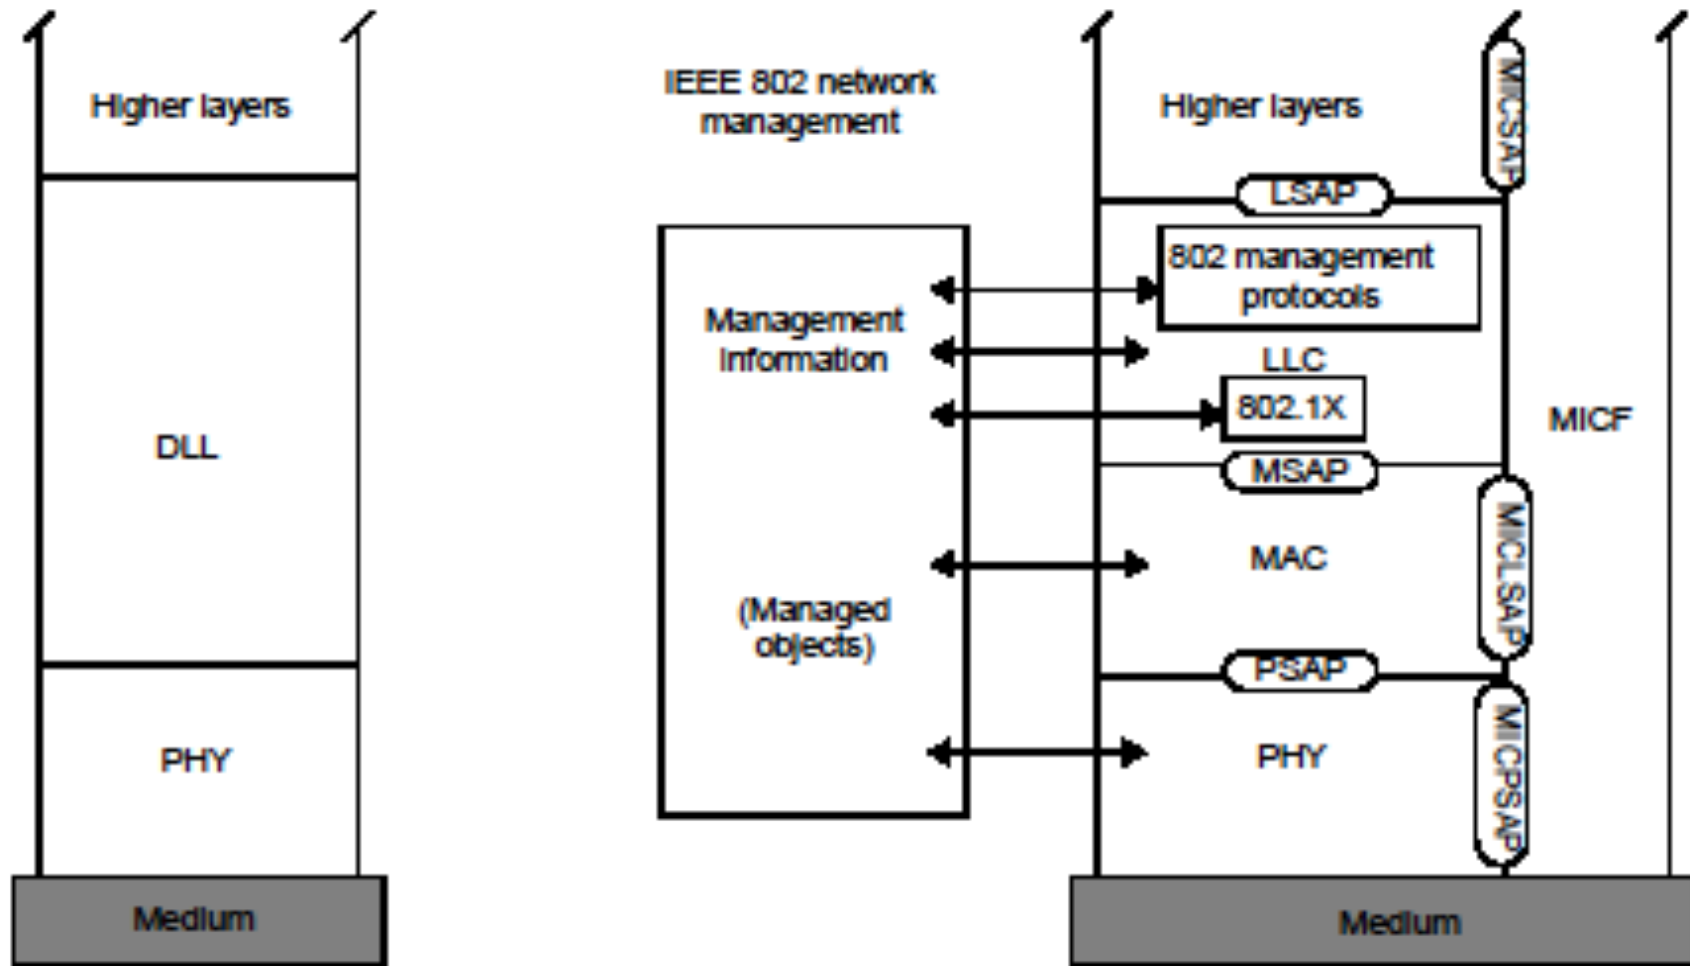 Higher layers
DLL
PHY
Medium
IEEE 802 network
management
Management
Information
(Managed
objects)
Higher layers
LSAP
802 management
protocols
LLC
802.1X
MSAP
MAC
PSAP
PHY
MICSAP
MICLSAP
MICPSAP
MICF
Medium